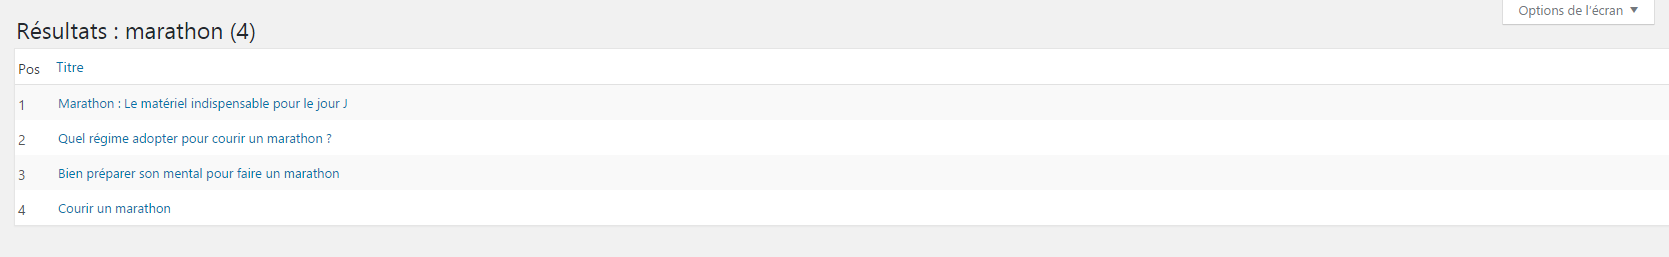 Options de l'écran
Résultats : marathon (4)
Pos Titre
1 Marathon : Le matériel indispensable pour le jour J
2 Quel régime adopter pour courir un marathon ?
3 Bien préparer son mental pour faire un marathon
4 Courir un marathon